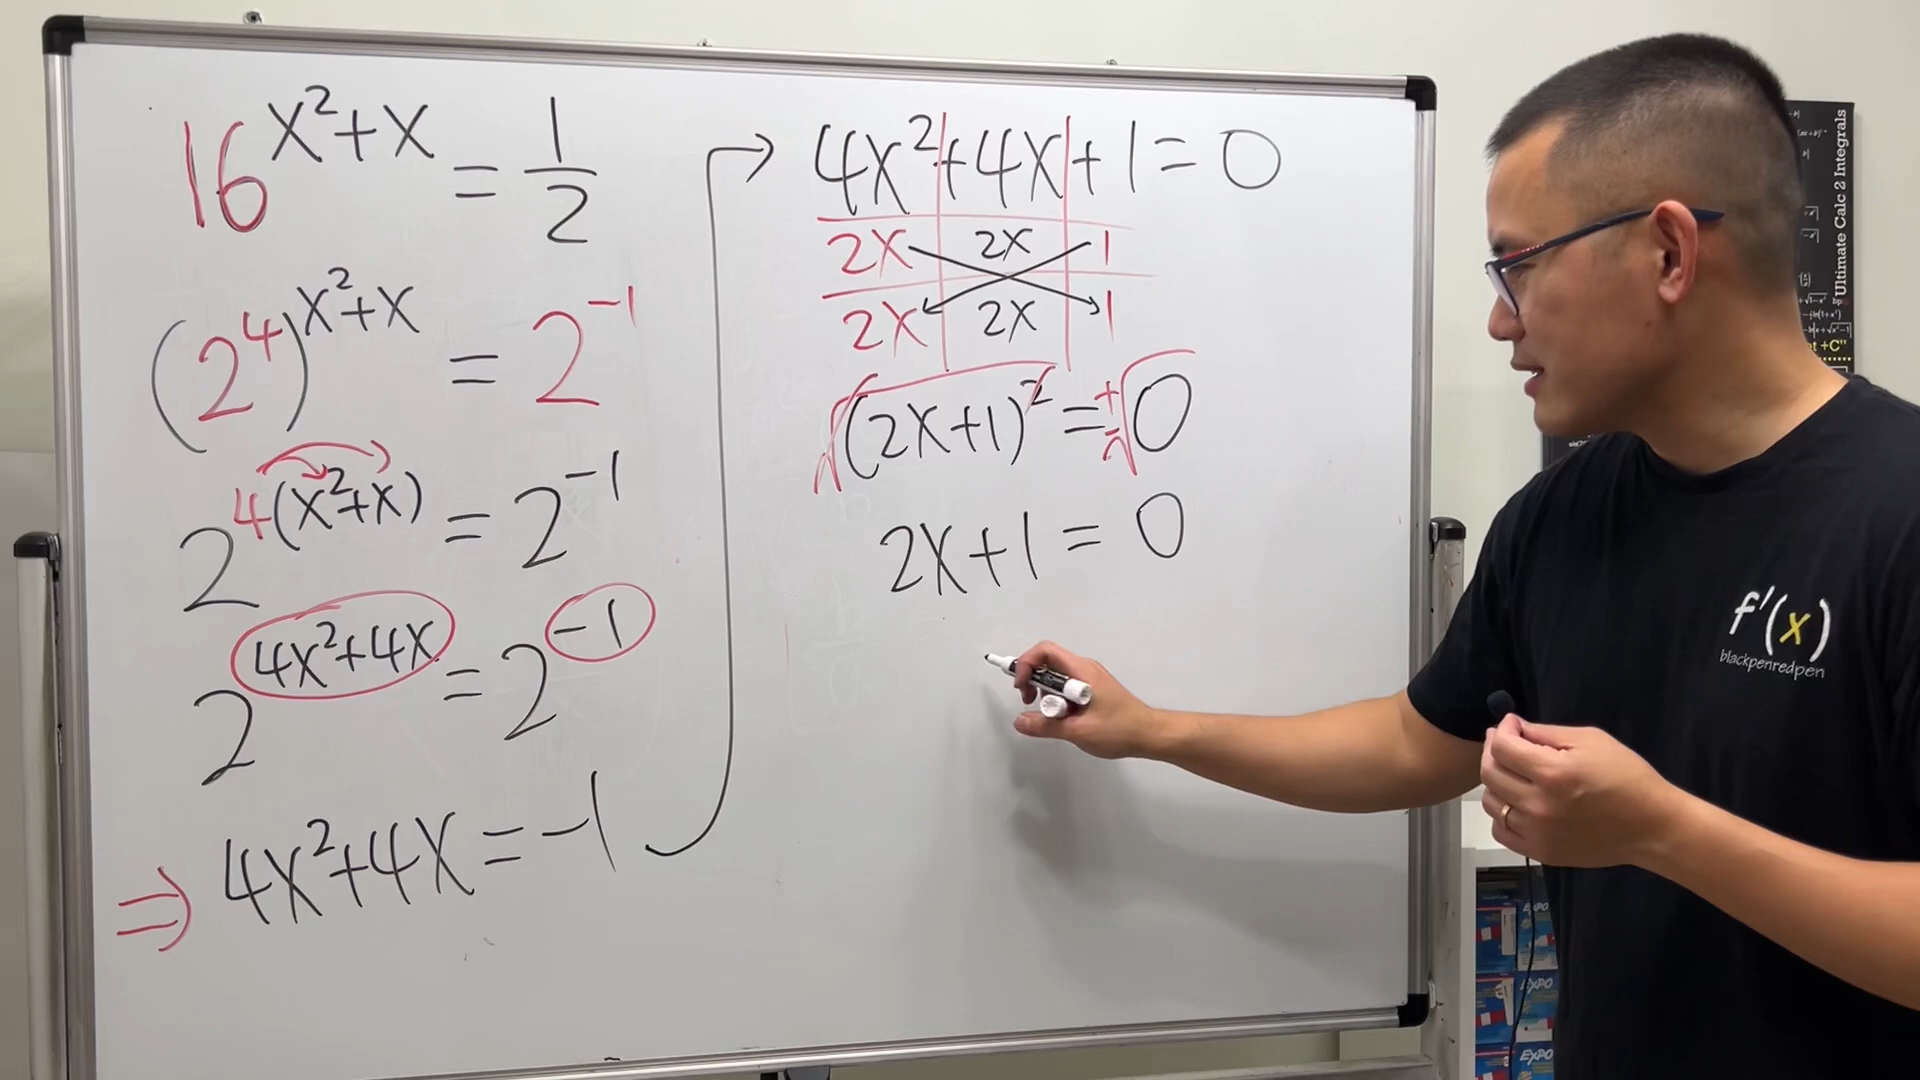 16^{x²+x} = 1/2
(2⁴)^{x²+x} = 2⁻¹
2^{4(x²+x)} = 2⁻¹
2^{4x²+4x} = 2^{-1}
⇒ 4x²+4x = -1
→ 4x²+4x+1 = 0
2x 2x 1
2x 2x 1
√(2x+1)² = ±√0
2x+1 = 0
f'(x)
blackpenredpen
Ultimate Calc 2 Integrals
EXPO
EXPO
EXPO